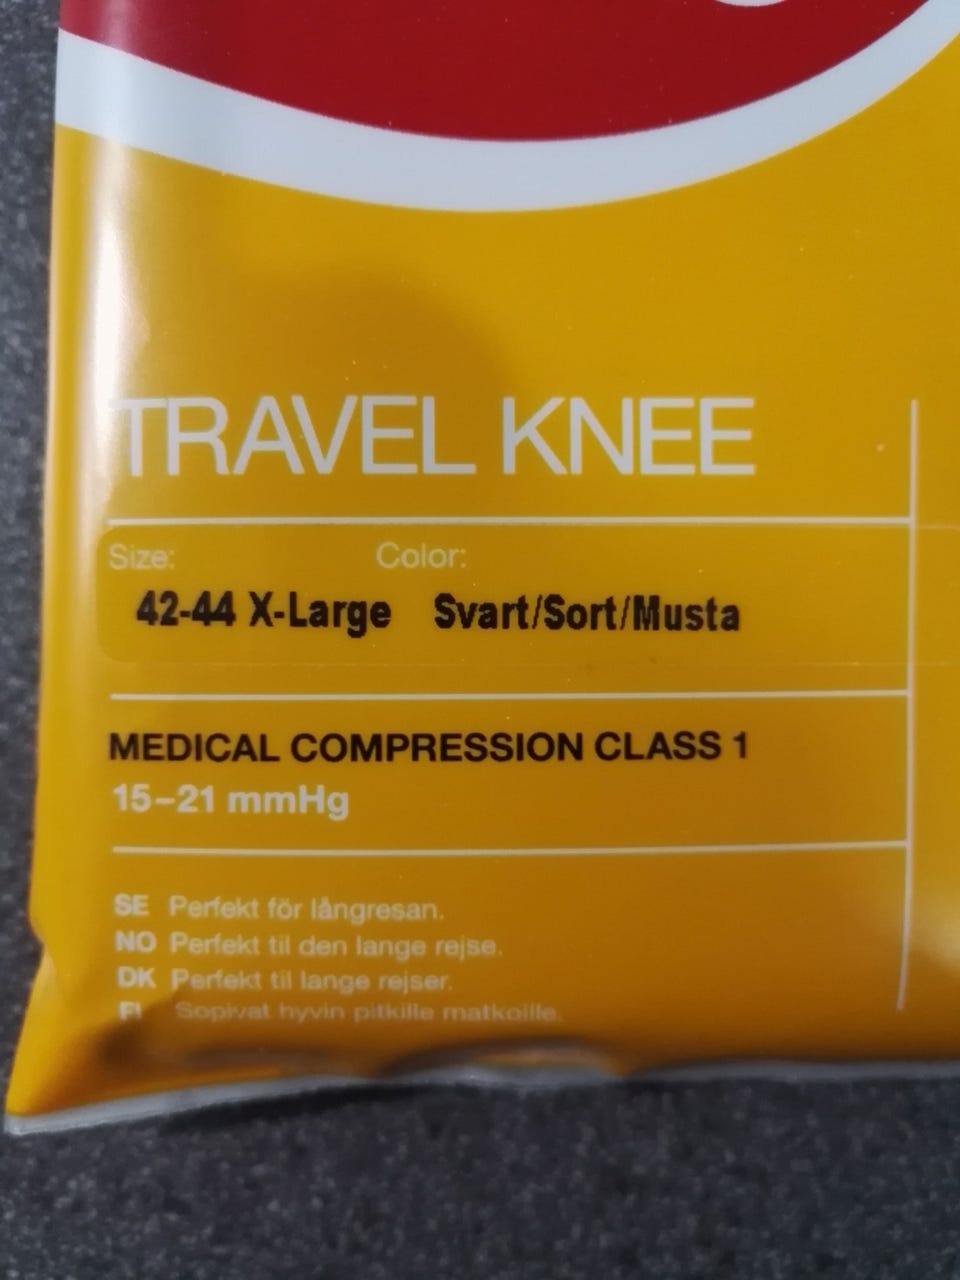 TRAVEL KNEE
Size: Color:
42-44 X-Large Svart/Sort/Musta
MEDICAL COMPRESSION CLASS 1
15–21 mmHg
SE Perfekt för långresan.
NO Perfekt til den lange rejse.
DK Perfekt til lange rejser.
FI Sopivat hyvin pitkille matkoille.